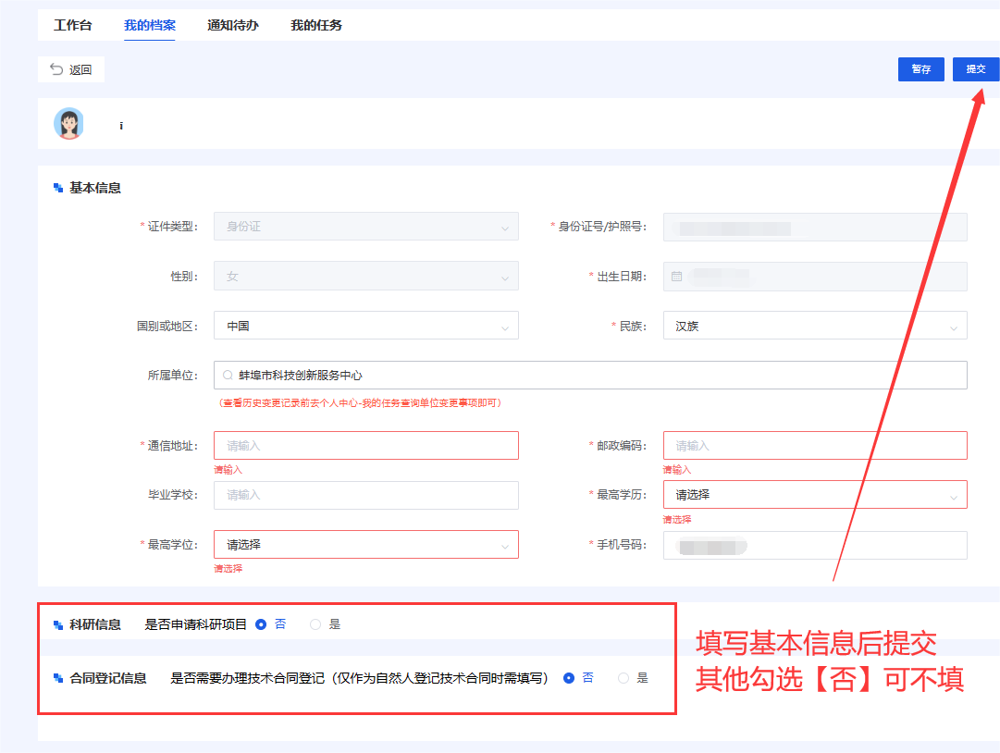 工作台 我的档案 通知待办 我的任务
返回 暂存 提交
i
基本信息
* 证件类型： 身份证 * 身份证号/护照号：
性别： 女 * 出生日期：
国别或地区： 中国 * 民族： 汉族
所属单位： 蚌埠市科技创新服务中心
（查看历史变更记录前去个人中心-我的任务查询单位变更事项即可）
* 通信地址： 请输入 * 邮政编码： 请输入
请输入 请输入
毕业学校： 请输入 * 最高学历： 请选择
请选择
* 最高学位： 请选择 * 手机号码：
请选择
科研信息 是否申请科研项目 否 是
合同登记信息 是否需要办理技术合同登记（仅作为自然人登记技术合同时需填写） 否 是
填写基本信息后提交
其他勾选【否】可不填